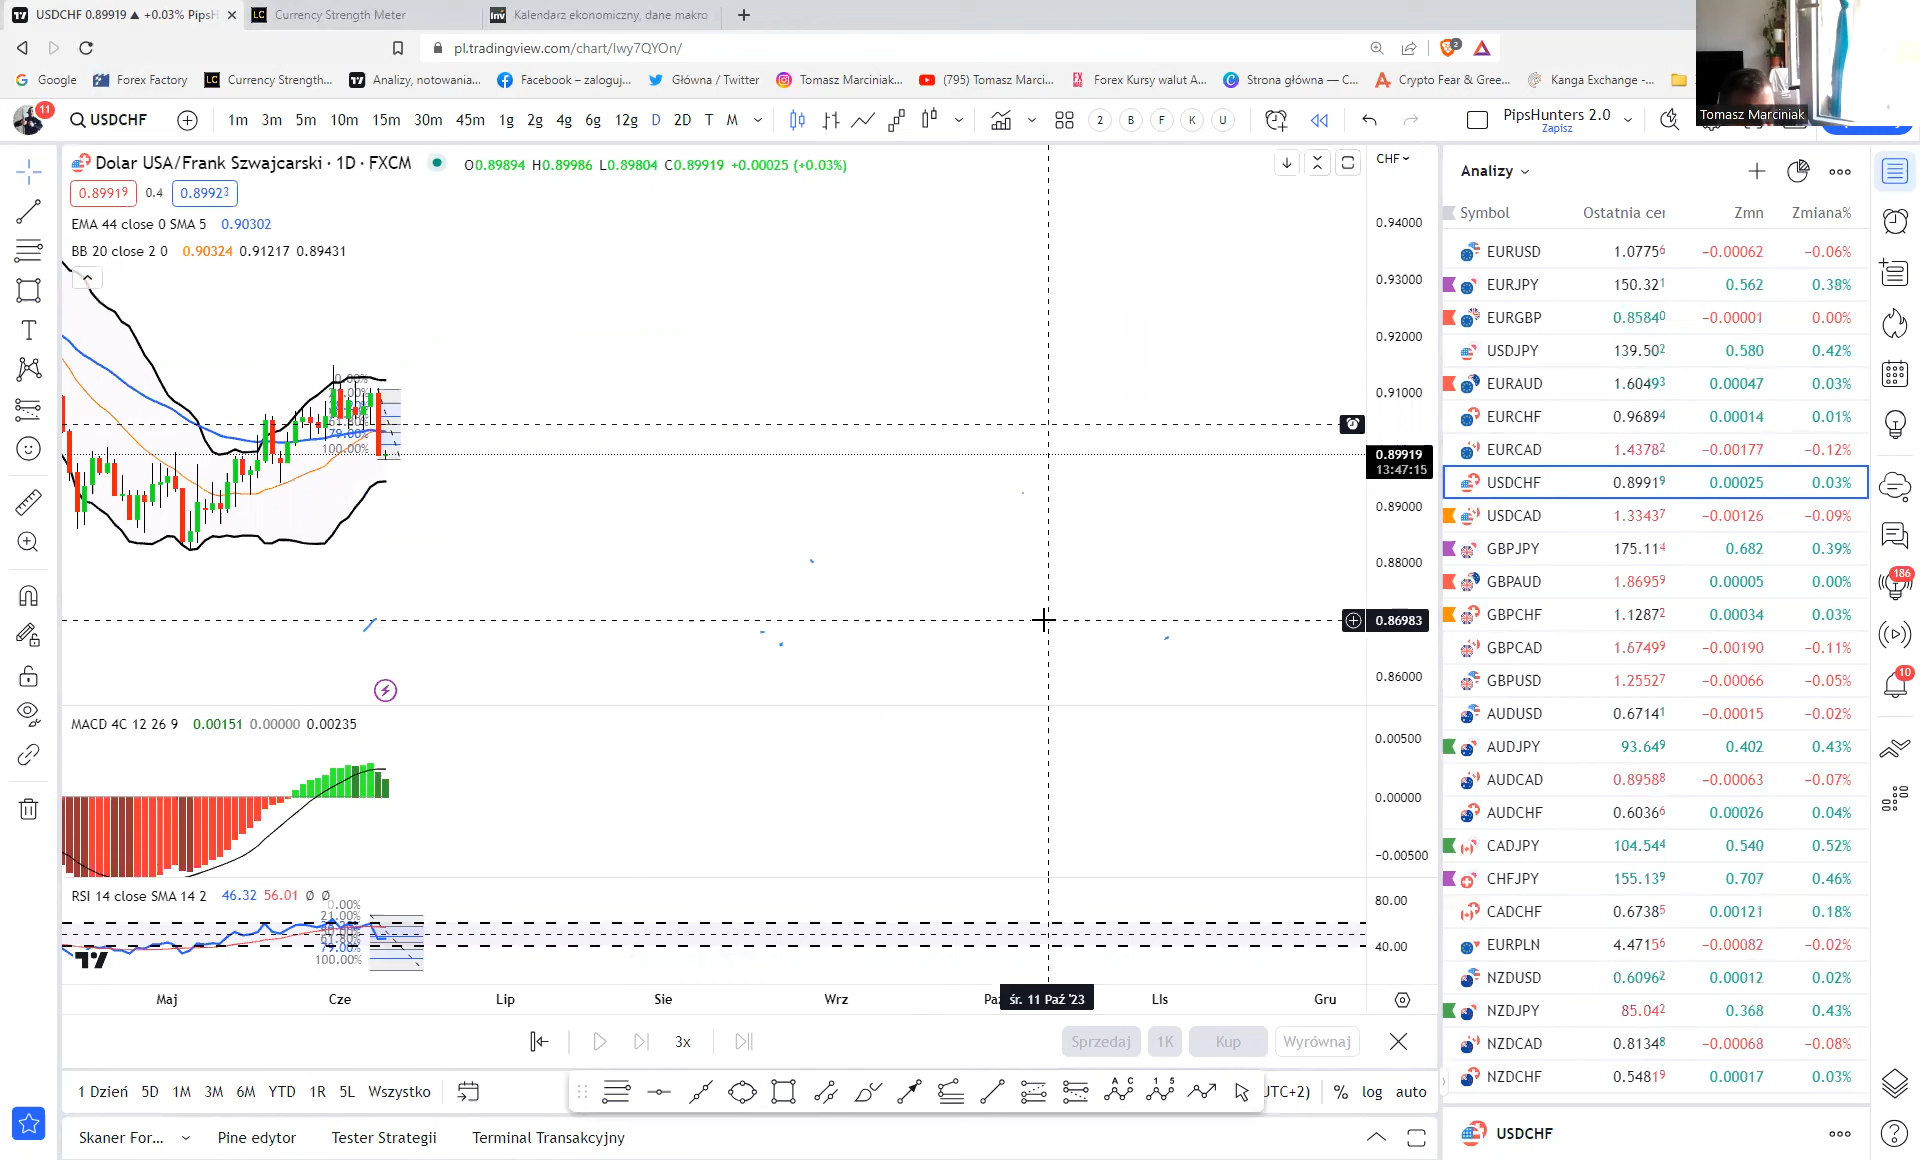 USDCHF 0.89919 ▲ +0.03% PipsH
Currency Strength Meter
Kalendarz ekonomiczny, dane makro
pl.tradingview.com/chart/lwy7QYOn/
Google
Forex Factory
Currency Strength...
Analizy, notowania...
Facebook – zaloguj...
Główna / Twitter
Tomasz Marciniak...
(795) Tomasz Marci...
Forex Kursy walut A...
Strona główna — C...
Crypto Fear & Gree...
Kanga Exchange -...
Tomasz Marciniak
11
USDCHF
1m 3m 5m 10m 15m 30m 45m 1g 2g 4g 6g 12g D 2D T M
2 B F K U
PipsHunters 2.0
Zapisz
Dolar USA/Frank Szwajcarski · 1D · FXCM
O0.89894 H0.89986 L0.89804 C0.89919 +0.00025 (+0.03%)
CHF
0.89919 0.4 0.89923
EMA 44 close 0 SMA 5 0.90302
BB 20 close 2 0 0.90324 0.91217 0.89431
0.94000
0.93000
0.92000
0.91000
0.89919
13:47:15
0.89000
0.88000
0.86983
0.86000
100.00%
MACD 4C 12 26 9 0.00151 0.00000 0.00235
0.00500
0.00000
−0.00500
RSI 14 close SMA 14 2 46.32 56.01 Ø Ø
0.00%
21.00%
100.00%
80.00
40.00
Maj Cze Lip Sie Wrz Paź śr. 11 Paź '23 LIs Gru
3x
Sprzedaj 1K Kup Wyrównaj
1 Dzień 5D 1M 3M 6M YTD 1R 5L Wszystko
UTC+2) % log auto
Skaner For... Pine edytor Tester Strategii Terminal Transakcyjny
Analizy
Symbol Ostatnia cer Zmn Zmiana%
EURUSD 1.07756 −0.00062 −0.06%
EURJPY 150.321 0.562 0.38%
EURGBP 0.85840 −0.00001 0.00%
USDJPY 139.502 0.580 0.42%
EURAUD 1.60493 0.00047 0.03%
EURCHF 0.96894 0.00014 0.01%
EURCAD 1.43782 −0.00177 −0.12%
USDCHF 0.89919 0.00025 0.03%
USDCAD 1.33437 −0.00126 −0.09%
GBPJPY 175.114 0.682 0.39%
GBPAUD 1.86959 0.00005 0.00%
GBPCHF 1.12872 0.00034 0.03%
GBPCAD 1.67499 −0.00190 −0.11%
GBPUSD 1.25527 −0.00066 −0.05%
AUDUSD 0.67141 −0.00015 −0.02%
AUDJPY 93.649 0.402 0.43%
AUDCAD 0.89588 −0.00063 −0.07%
AUDCHF 0.60366 0.00026 0.04%
CADJPY 104.544 0.540 0.52%
CHFJPY 155.139 0.707 0.46%
CADCHF 0.67385 0.00121 0.18%
EURPLN 4.47156 −0.00082 −0.02%
NZDUSD 0.60962 0.00012 0.02%
NZDJPY 85.042 0.368 0.43%
NZDCAD 0.81348 −0.00068 −0.08%
NZDCHF 0.54819 0.00017 0.03%
USDCHF
186
10